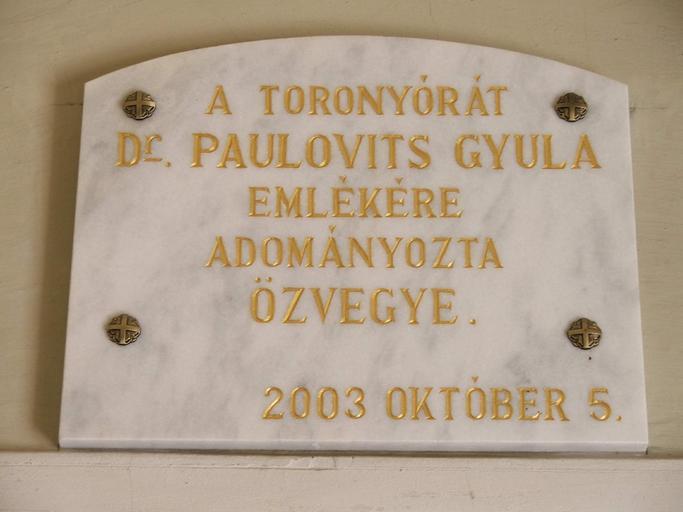 A TORONYÓRÁT
Dr. PAULOVITS GYULA
EMLÉKÉRE
ADOMÁNYOZTA
ÖZVEGYE.
2003 OKTÓBER 5.